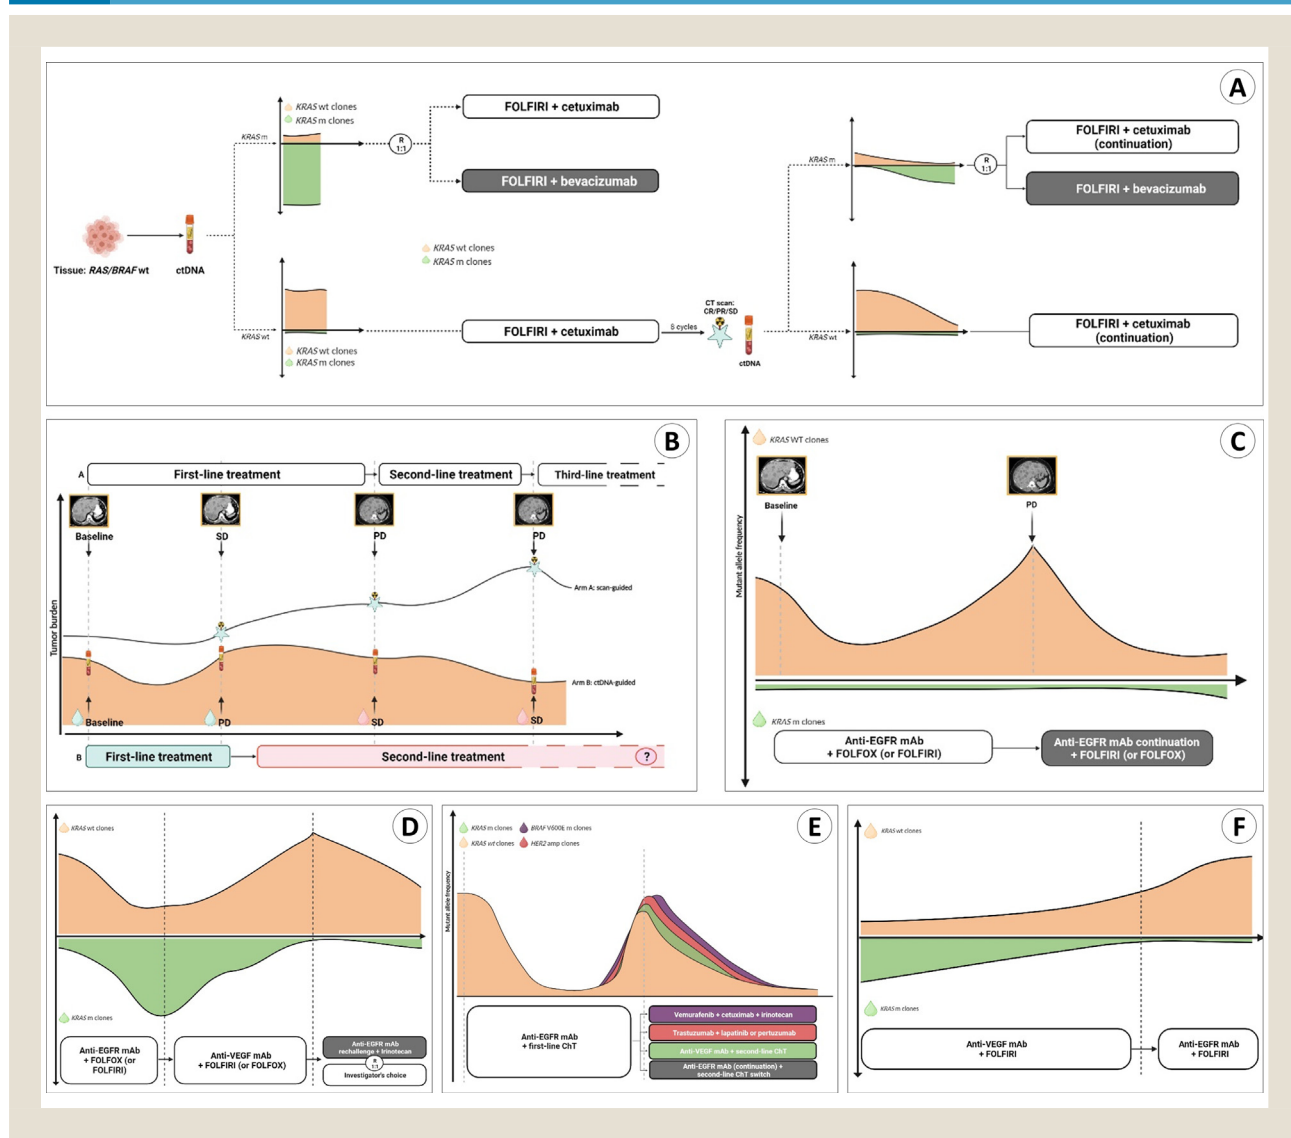 A
KRAS wt clones
KRAS m clones
KRAS m
R
1:1
FOLFIRI + cetuximab
FOLFIRI + bevacizumab
KRAS m
R
1:1
FOLFIRI + cetuximab
(continuation)
FOLFIRI + bevacizumab
Tissue: RAS/BRAF wt
ctDNA
KRAS wt clones
KRAS m clones
KRAS wt
KRAS wt clones
KRAS m clones
FOLFIRI + cetuximab
8 cycles
CT scan:
CR/PR/SD
ctDNA
KRAS wt
FOLFIRI + cetuximab
(continuation)
B
A
First-line treatment
Second-line treatment
Third-line treatment
Baseline
SD
PD
PD
Tumor burden
Arm A: scan-guided
Arm B: ctDNA-guided
Baseline
PD
SD
SD
B
First-line treatment
Second-line treatment
?
C
KRAS WT clones
Baseline
PD
Mutant allele frequency
KRAS m clones
Anti-EGFR mAb
+ FOLFOX (or FOLFIRI)
Anti-EGFR mAb continuation
+ FOLFIRI (or FOLFOX)
D
KRAS wt clones
KRAS m clones
Anti-EGFR mAb
+ FOLFOX (or
FOLFIRI)
Anti-VEGF mAb
+ FOLFIRI (or FOLFOX)
Anti-EGFR mAb
rechallenge + Irinotecan
R
1:1
Investigator's choice
E
KRAS m clones
BRAF V600E m clones
KRAS wt clones
HER2 amp clones
Mutant allele frequency
Anti-EGFR mAb
+ first-line ChT
Vemurafenib + cetuximab + irinotecan
Trastuzumab + lapatinib or pertuzumab
Anti-VEGF mAb + second-line ChT
Anti-EGFR mAb (continuation) +
second-line ChT switch
F
KRAS wt clones
KRAS m clones
Anti-VEGF mAb
+ FOLFIRI
Anti-EGFR mAb
+ FOLFIRI